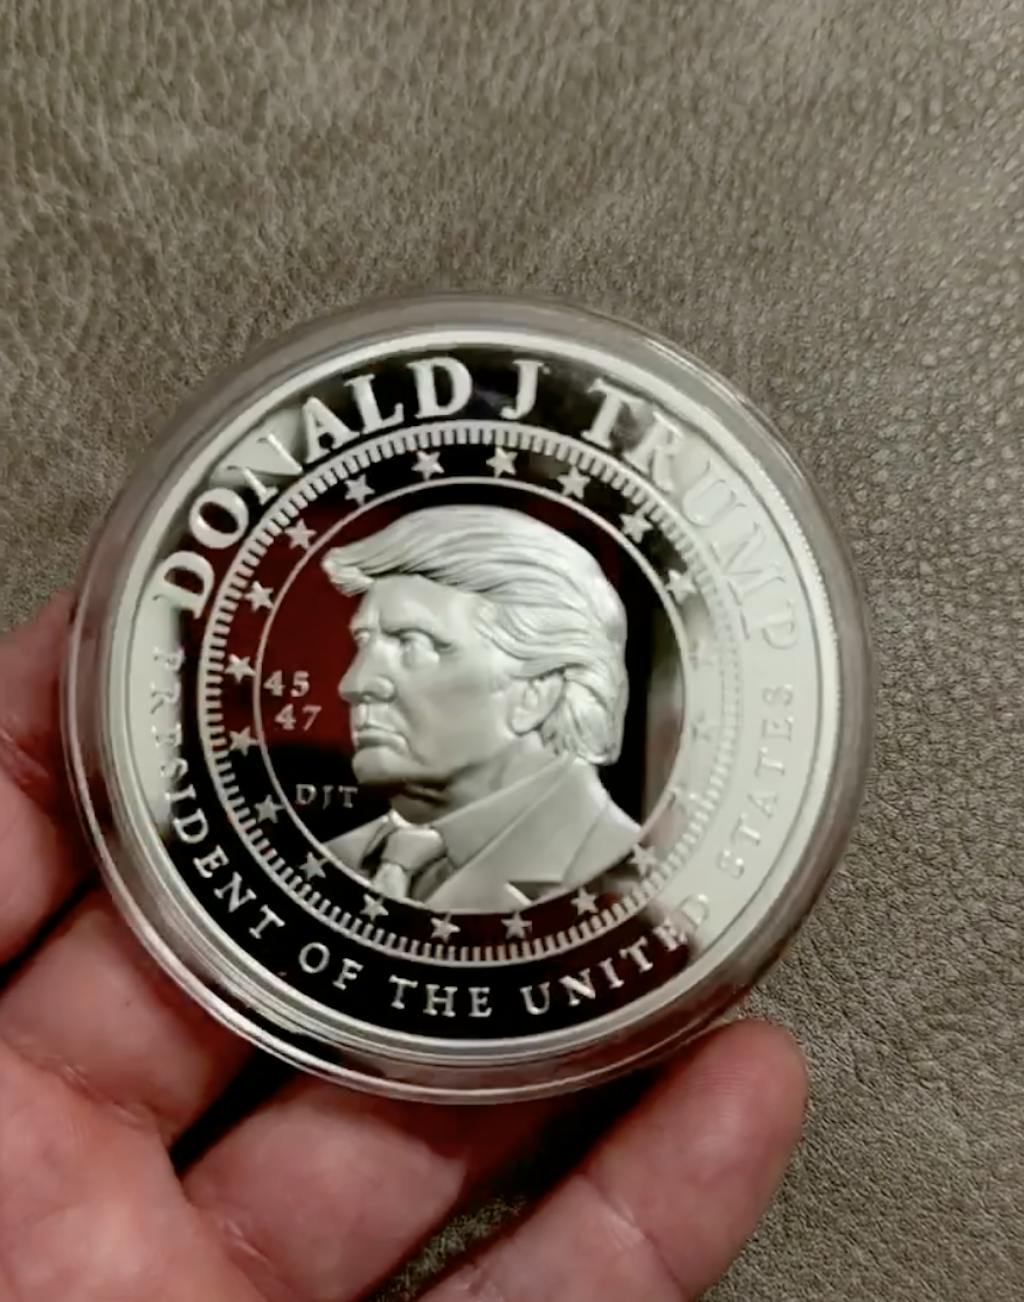 DONALD J TRUMP
45
47
DJT
PRESIDENT OF THE UNITED STATES